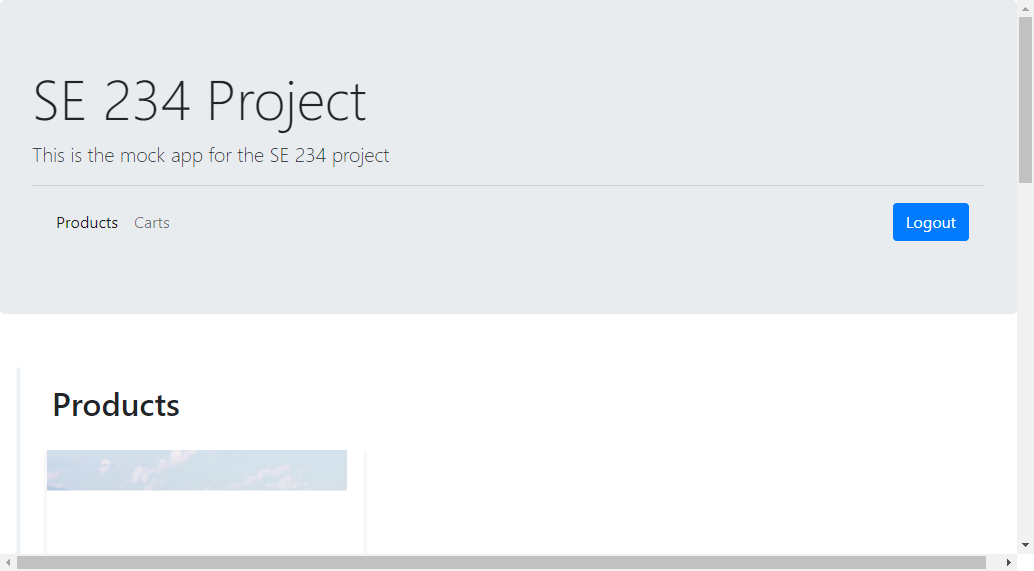 SE 234 Project
This is the mock app for the SE 234 project
Products Carts Logout
Products